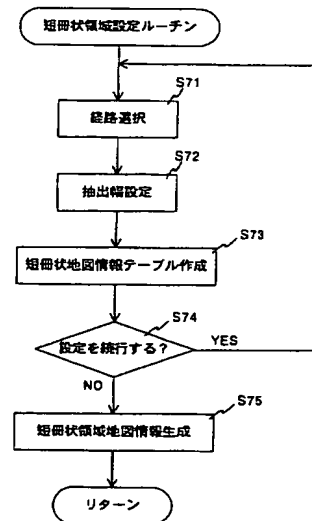 短冊状領域設定ルーチン
S71
経路選択
S72
抽出幅設定
S73
短冊状地図情報テーブル作成
S74
設定を続行する?
YES
NO
S75
短冊状領域地図情報生成
リターン